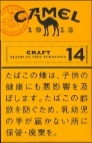 CAMEL
1913
CRAFT
14
たばこの煙は、子供の
健康にも悪影響を及
ぼします。たばこの誤
飲を防ぐため、乳幼児
の手が届かない所に
保管・廃棄を。